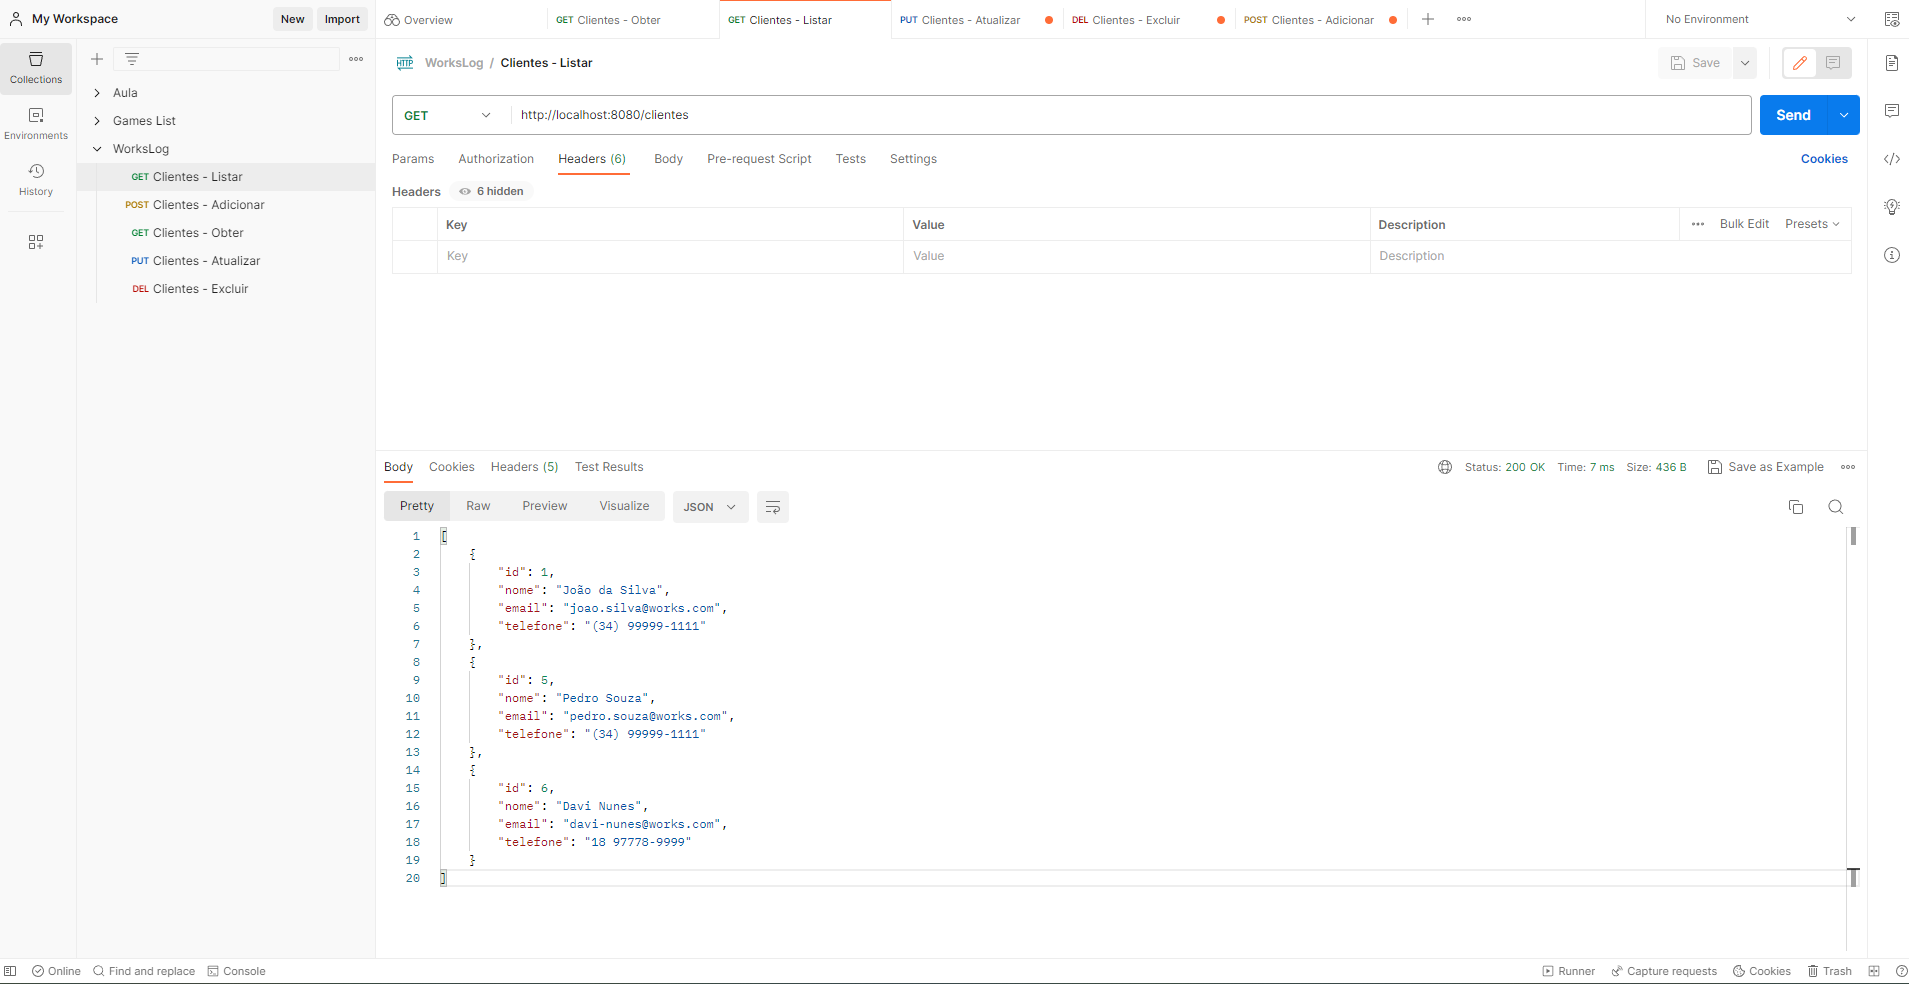 My Workspace
New
Import
Overview
GET Clientes - Obter
GET Clientes - Listar
PUT Clientes - Atualizar
DEL Clientes - Excluir
POST Clientes - Adicionar
No Environment
Collections
Environments
History
Aula
Games List
WorksLog
GET Clientes - Listar
POST Clientes - Adicionar
GET Clientes - Obter
PUT Clientes - Atualizar
DEL Clientes - Excluir
HTTP WorksLog / Clientes - Listar
Save
GET http://localhost:8080/clientes
Send
Params Authorization Headers (6) Body Pre-request Script Tests Settings Cookies
Headers 6 hidden
Key Value Description Bulk Edit Presets
Key Value Description
Body Cookies Headers (5) Test Results Status: 200 OK Time: 7 ms Size: 436 B Save as Example
Pretty Raw Preview Visualize JSON
1 [
2 {
3 "id": 1,
4 "nome": "João da Silva",
5 "email": "joao.silva@works.com",
6 "telefone": "(34) 99999-1111"
7 },
8 {
9 "id": 5,
10 "nome": "Pedro Souza",
11 "email": "pedro.souza@works.com",
12 "telefone": "(34) 99999-1111"
13 },
14 {
15 "id": 6,
16 "nome": "Davi Nunes",
17 "email": "davi-nunes@works.com",
18 "telefone": "18 97778-9999"
19 }
20 ]
Online Find and replace Console Runner Capture requests Cookies Trash